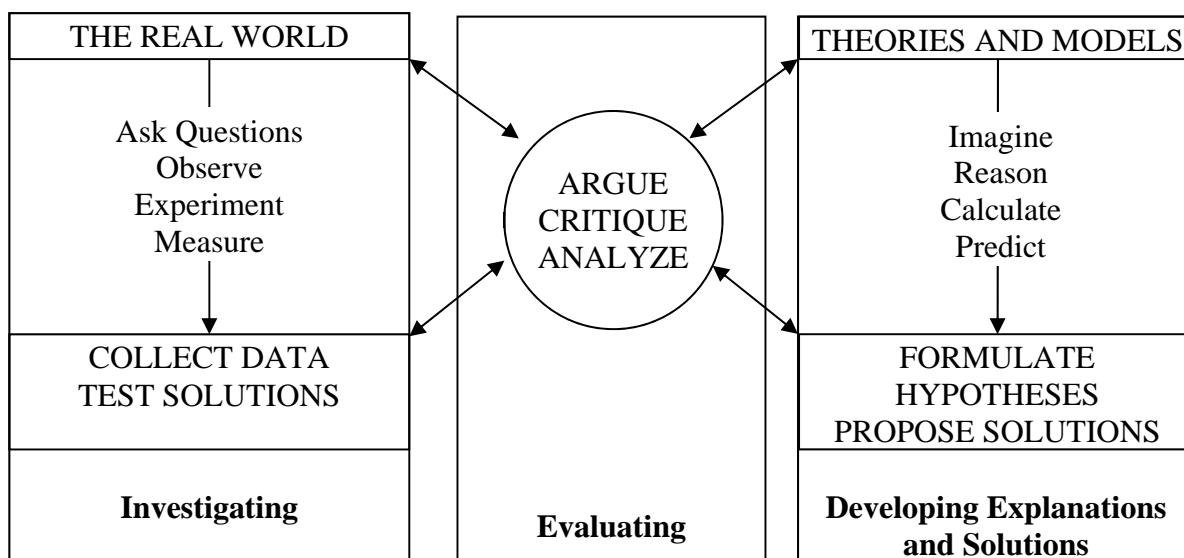 THE REAL WORLD
Ask Questions
Observe
Experiment
Measure
COLLECT DATA
TEST SOLUTIONS
Investigating
ARGUE
CRITIQUE
ANALYZE
Evaluating
THEORIES AND MODELS
Imagine
Reason
Calculate
Predict
FORMULATE
HYPOTHESES
PROPOSE SOLUTIONS
Developing Explanations
and Solutions